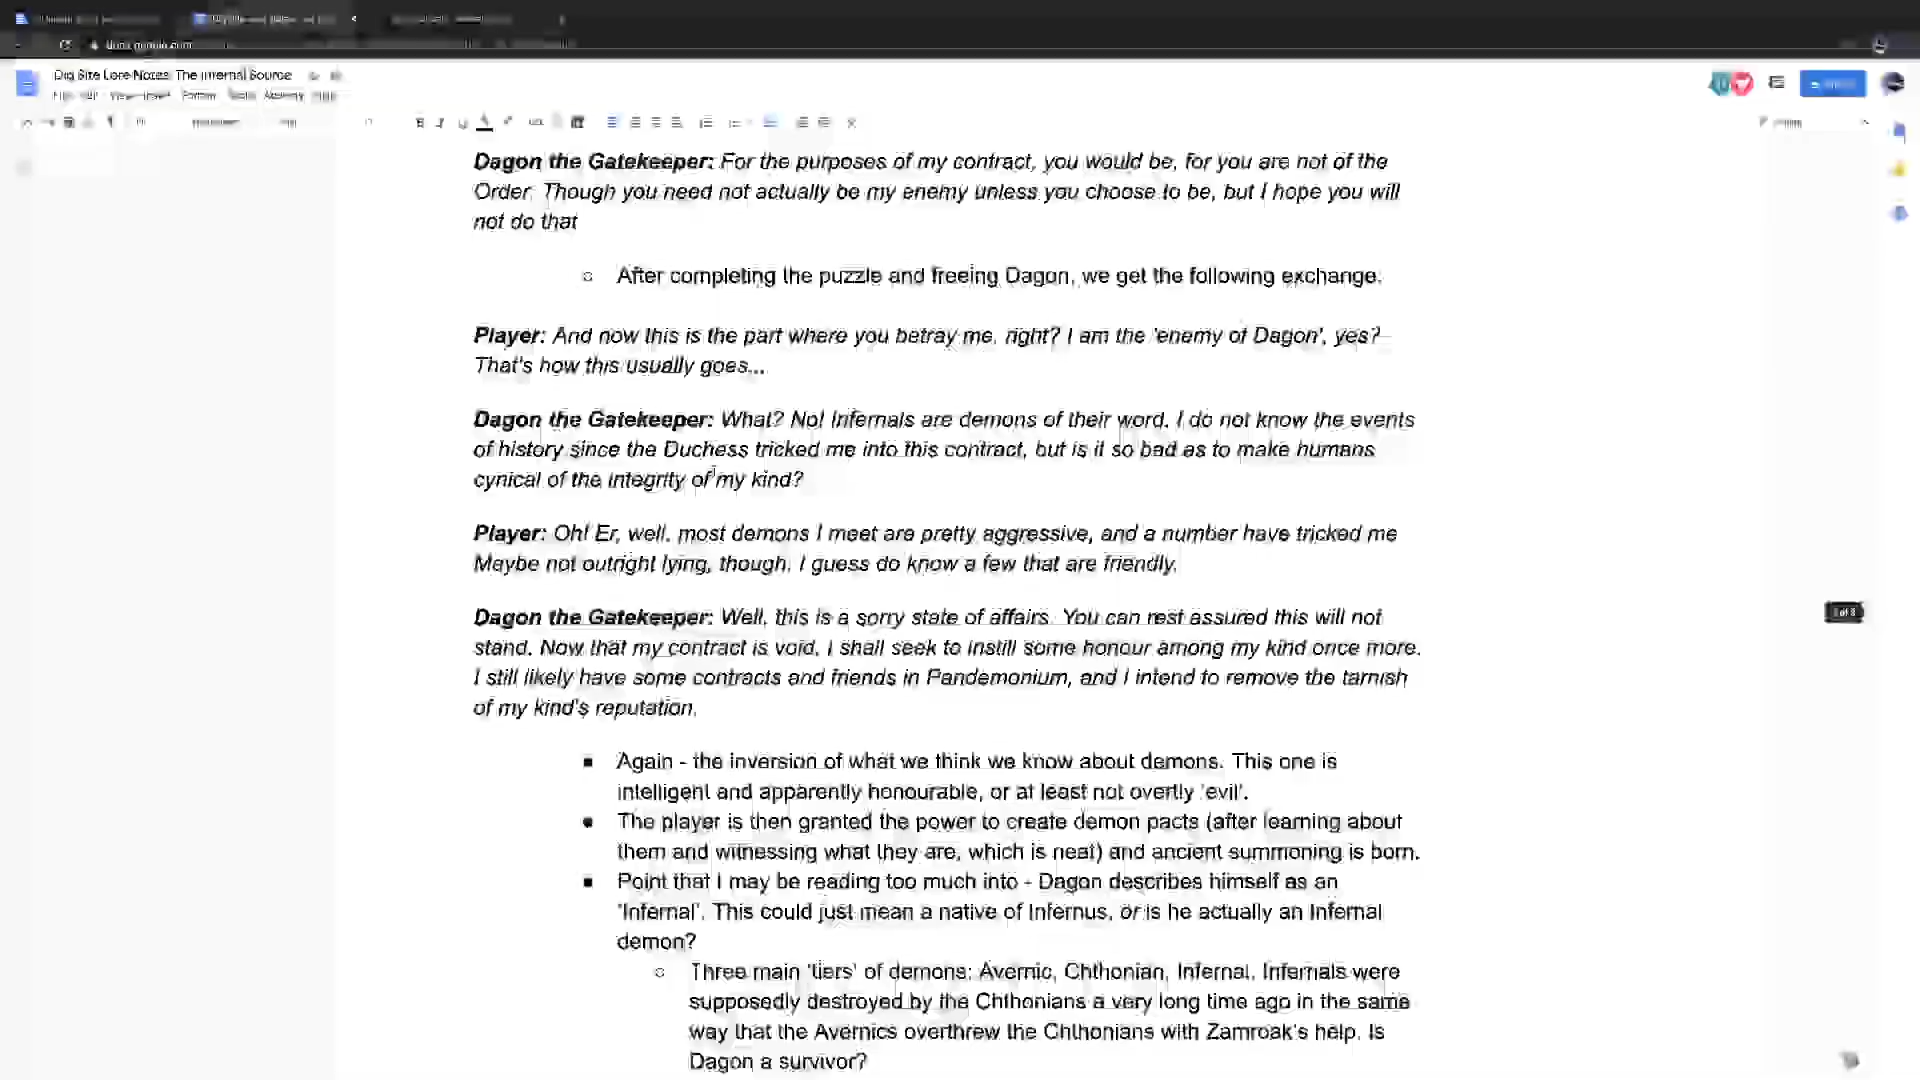 Dig Site Lore Notes: The Infernal Source
Dagon the Gatekeeper: For the purposes of my contract, you would be, for you are not of the
Order. Though you need not actually be my enemy unless you choose to be, but I hope you will
not do that
○ After completing the puzzle and freeing Dagon, we get the following exchange:
Player: And now this is the part where you betray me, right? I am the 'enemy of Dagon', yes?
That's how this usually goes...
Dagon the Gatekeeper: What? No! Infernals are demons of their word. I do not know the events
of history since the Duchess tricked me into this contract, but is it so bad as to make humans
cynical of the integrity of my kind?
Player: Oh! Er, well, most demons I meet are pretty aggressive, and a number have tricked me
Maybe not outright lying, though. I guess do know a few that are friendly.
1 of 8
Dagon the Gatekeeper: Well, this is a sorry state of affairs. You can rest assured this will not
stand. Now that my contract is void, I shall seek to instill some honour among my kind once more.
I still likely have some contracts and friends in Pandemonium, and I intend to remove the tarnish
of my kind's reputation.
■ Again - the inversion of what we think we know about demons. This one is
intelligent and apparently honourable, or at least not overtly 'evil'.
● The player is then granted the power to create demon pacts (after learning about
them and witnessing what they are, which is neat) and ancient summoning is born.
■ Point that I may be reading too much into - Dagon describes himself as an
'Infernal'. This could just mean a native of Infernus, or is he actually an Infernal
demon?
○ Three main 'tiers' of demons: Avernic, Chthonian, Infernal. Infernals were
supposedly destroyed by the Chthonians a very long time ago in the same
way that the Avernics overthrew the Chthonians with Zamroak's help. Is
Dagon a survivor?